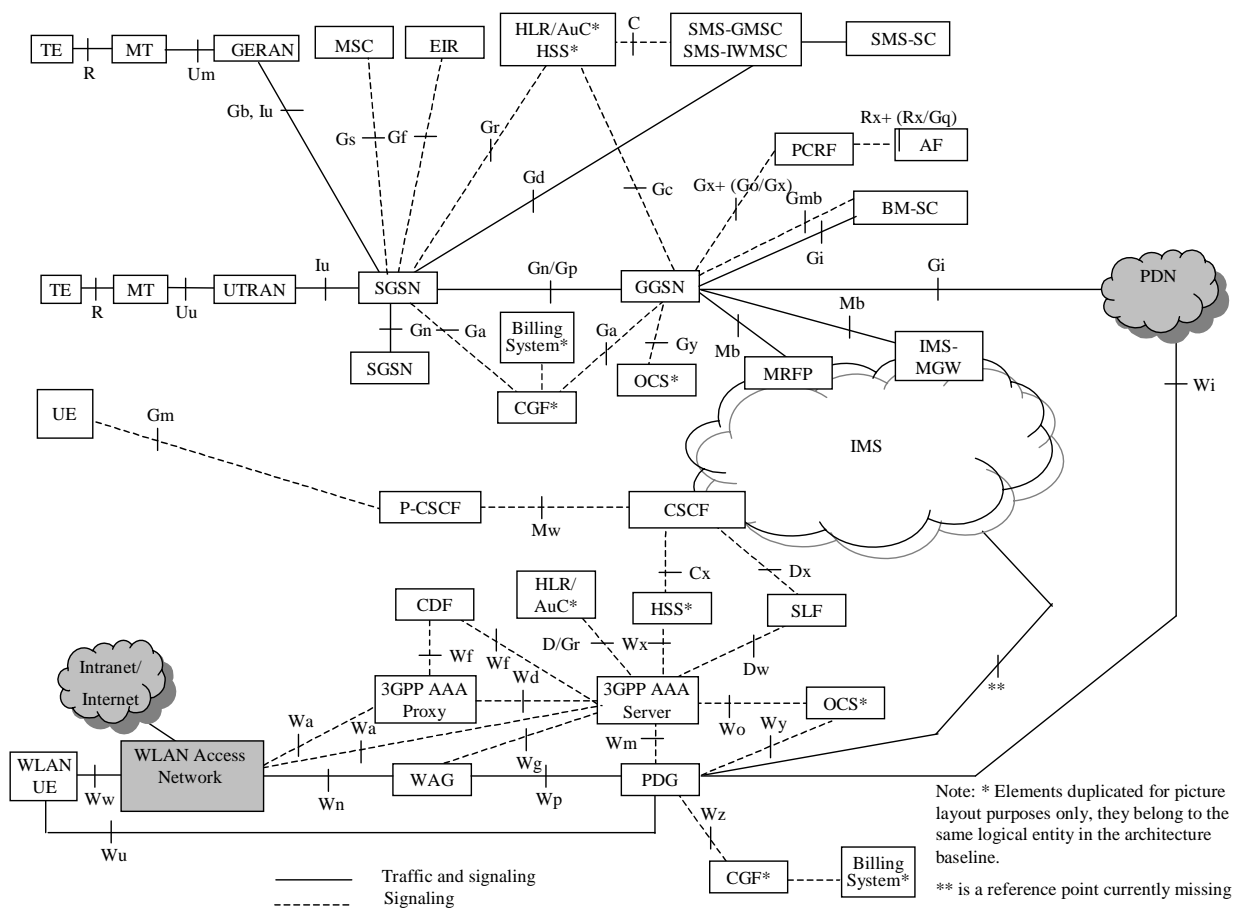 TE
R
MT
Um
GERAN
MSC
EIR
HLR/AuC*
HSS*
C
SMS-GMSC
SMS-IWMSC
SMS-SC
Gb, Iu
Gs
Gf
Gr
Gd
Gc
Rx+ (Rx/Gq)
PCRF
AF
Gx+ (Go/Gx)
Gmb
BM-SC
Gi
TE
R
MT
Uu
UTRAN
Iu
SGSN
Gn/Gp
GGSN
Gi
PDN
Gn
Ga
Billing
System*
Ga
Gy
Mb
Mb
SGSN
CGF*
OCS*
MRFP
IMS-
MGW
Wi
UE
Gm
IMS
P-CSCF
Mw
CSCF
Cx
Dx
CDF
HLR/
AuC*
HSS*
SLF
Wf
Wf
D/Gr
Wx
Dw
Intranet/
Internet
3GPP AAA
Proxy
Wd
3GPP AAA
Server
Wo
OCS*
**
Wa
Wa
Wg
Wm
Wy
WLAN
UE
Ww
WLAN Access
Network
Wn
WAG
Wp
PDG
Wu
Wz
CGF*
Billing
System*
Note: * Elements duplicated for picture
layout purposes only, they belong to the
same logical entity in the architecture
baseline.
** is a reference point currently missing
Traffic and signaling
Signaling